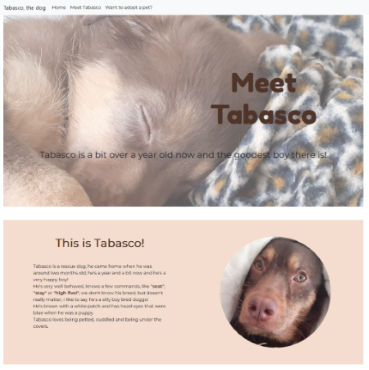 Tabasco, the dog Home Meet Tabasco Want to adopt a pet?
Meet
Tabasco
Tabasco is a bit over a year old now and the goodest boy there is!
This is Tabasco!
Tabasco is a rescue dog, he came home when he was
around two months old, he's a year and a bit now and he's a
very happy boy!
He's very well behaved, knows a few commands, like "seat",
"stay" or "high five!", we don't know his breed, but doesn't
really matter, I like to say he's a silly boy bred doggo!
He's brown with a white patch and has hazel eyes that were
blue when he was a puppy.
Tabasco loves being petted, cuddled and being under the
covers.